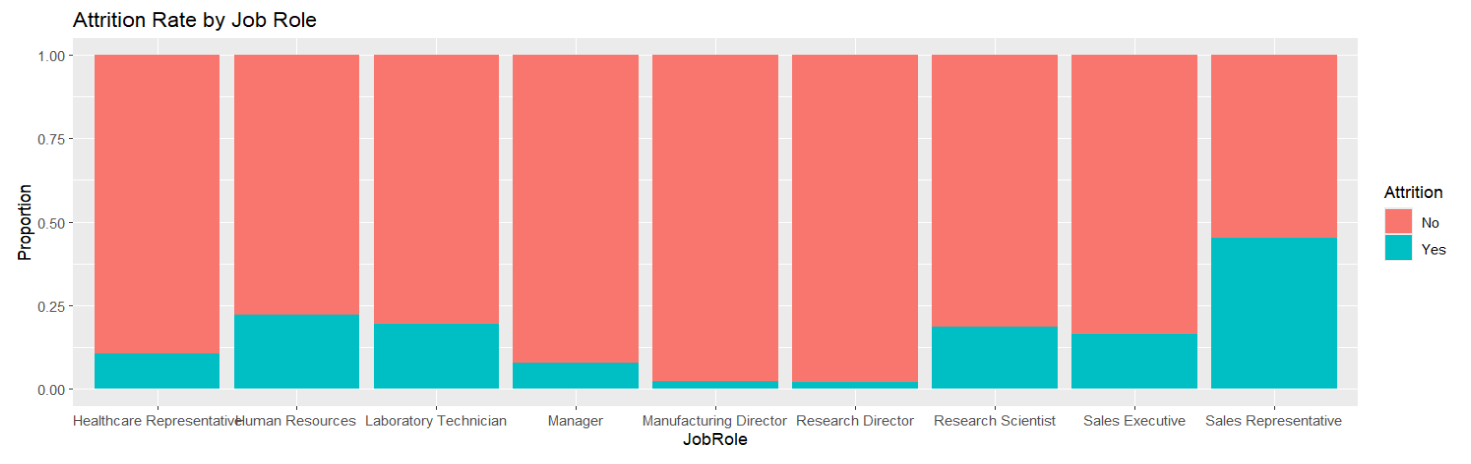 Attrition Rate by Job Role
Proportion
1.00
0.75
0.50
0.25
0.00
Healthcare Representative Human Resources Laboratory Technician Manager Manufacturing Director Research Director Research Scientist Sales Executive Sales Representative
JobRole
Attrition
No
Yes